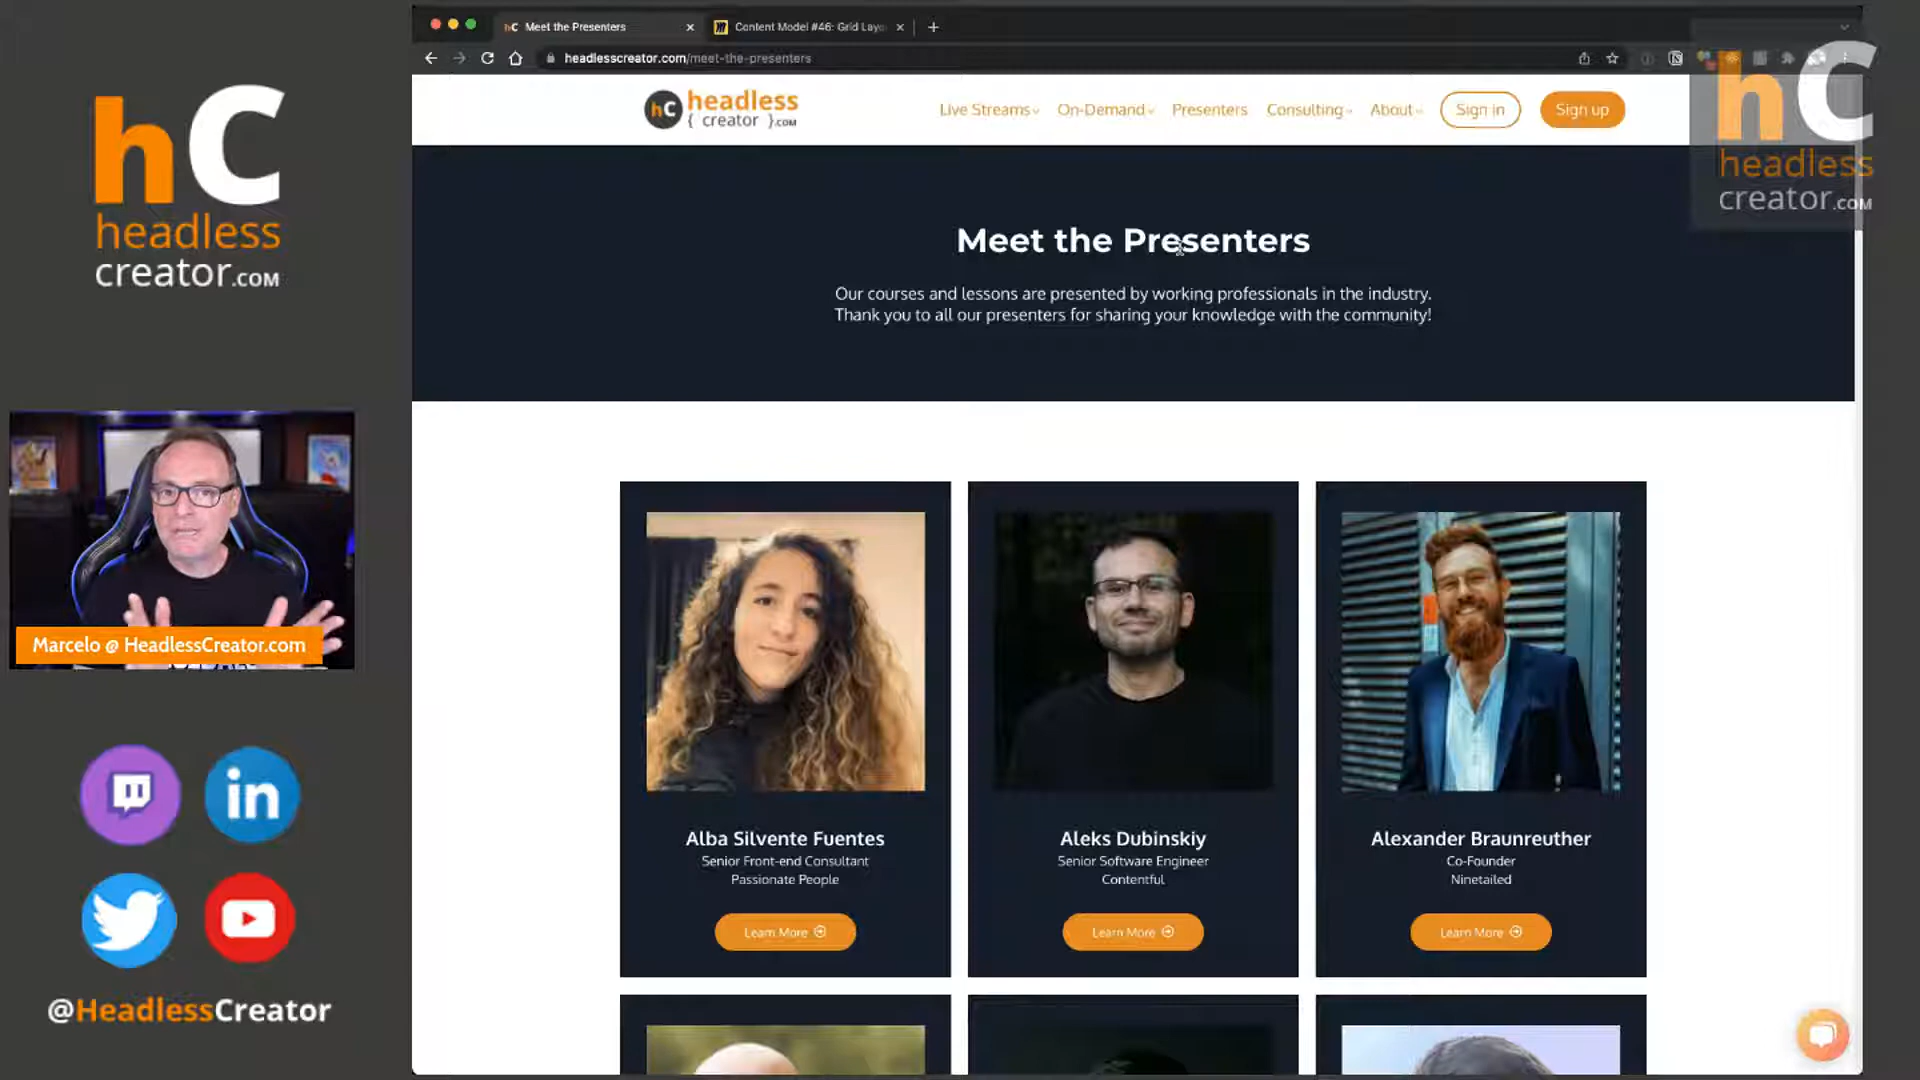 hC
headless
creator.COM
Marcelo @ HeadlessCreator.com
in
@HeadlessCreator
hC Meet the Presenters
Content Model #46: Grid Layo
headlesscreator.com/meet-the-presenters
hC
headless
{ creator }.COM
Live Streams
On-Demand
Presenters
Consulting
About
Sign in
Sign up
hC
headless
creator.COM
Meet the Presenters
Our courses and lessons are presented by working professionals in the industry.
Thank you to all our presenters for sharing your knowledge with the community!
Alba Silvente Fuentes
Senior Front-end Consultant
Passionate People
Learn More
Aleks Dubinskiy
Senior Software Engineer
Contentful
Learn More
Alexander Braunreuther
Co-Founder
Ninetailed
Learn More